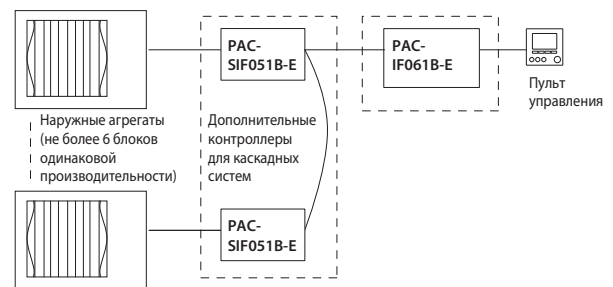 PAC-
SIF051B-E
PAC-
IF061B-E
Пульт
управления
Наружные агрегаты
(не более 6 блоков
одинаковой
производительности)
Дополнительные
контроллеры
для каскадных
систем
PAC-
SIF051B-E